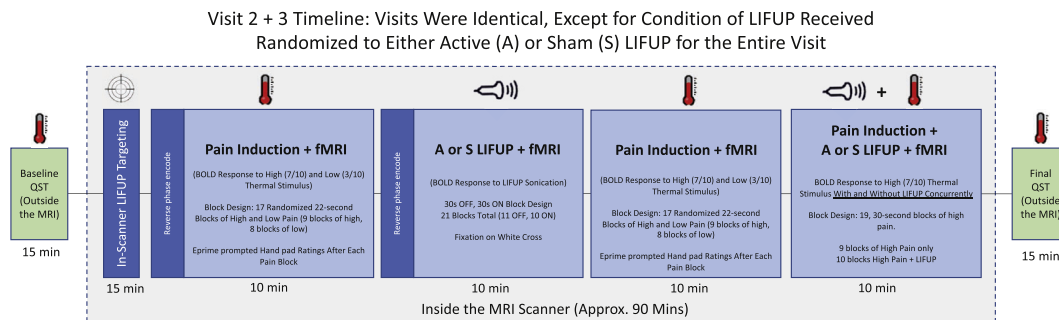 Visit 2 + 3 Timeline: Visits Were Identical, Except for Condition of LIFUP Received
Randomized to Either Active (A) or Sham (S) LIFUP for the Entire Visit
Baseline
QST
(Outside
the MRI)
15 min
In-Scanner LIFUP Targeting
15 min
Reverse phase encode
Pain Induction + fMRI
(BOLD Response to High (7/10) and Low (3/10)
Thermal Stimulus)
Block Design: 17 Randomized 22-second
Blocks of High and Low Pain (9 blocks of high,
8 blocks of low)
Eprime prompted Hand pad Ratings After Each
Pain Block
10 min
Reverse phase encode
A or S LIFUP + fMRI
(BOLD Response to LIFUP Sonication)
30s OFF, 30s ON Block Design
21 Blocks Total (11 OFF, 10 ON)
Fixation on White Cross
10 min
Pain Induction + fMRI
(BOLD Response to High (7/10) and Low (3/10)
Thermal Stimulus)
Block Design: 17 Randomized 22-second
Blocks of High and Low Pain (9 blocks of high,
8 blocks of low)
Eprime prompted Hand pad Ratings After Each
Pain Block
10 min
+
Pain Induction +
A or S LIFUP + fMRI
BOLD Response to High (7/10) Thermal
Stimulus With and Without LIFUP Concurrently
Block Design: 19, 30-second blocks of high
pain.
9 blocks of High Pain only
10 blocks High Pain + LIFUP
10 min
Final
QST
(Outside
the MRI)
15 min
Inside the MRI Scanner (Approx. 90 Mins)